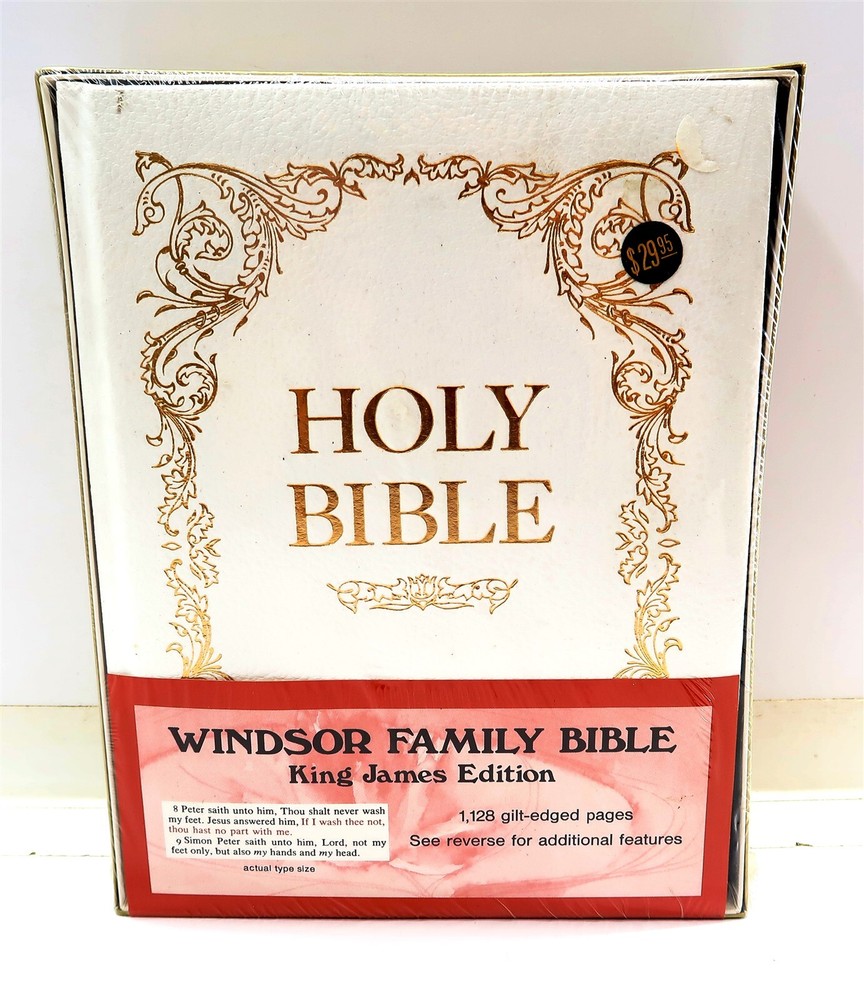 $29.95
HOLY
BIBLE
WINDSOR FAMILY BIBLE
King James Edition
8 Peter saith unto him, Thou shalt never wash
my feet. Jesus answered him, If I wash thee not,
thou hast no part with me.
9 Simon Peter saith unto him, Lord, not my
feet only, but also my hands and my head.
actual type size
1,128 gilt-edged pages
See reverse for additional features